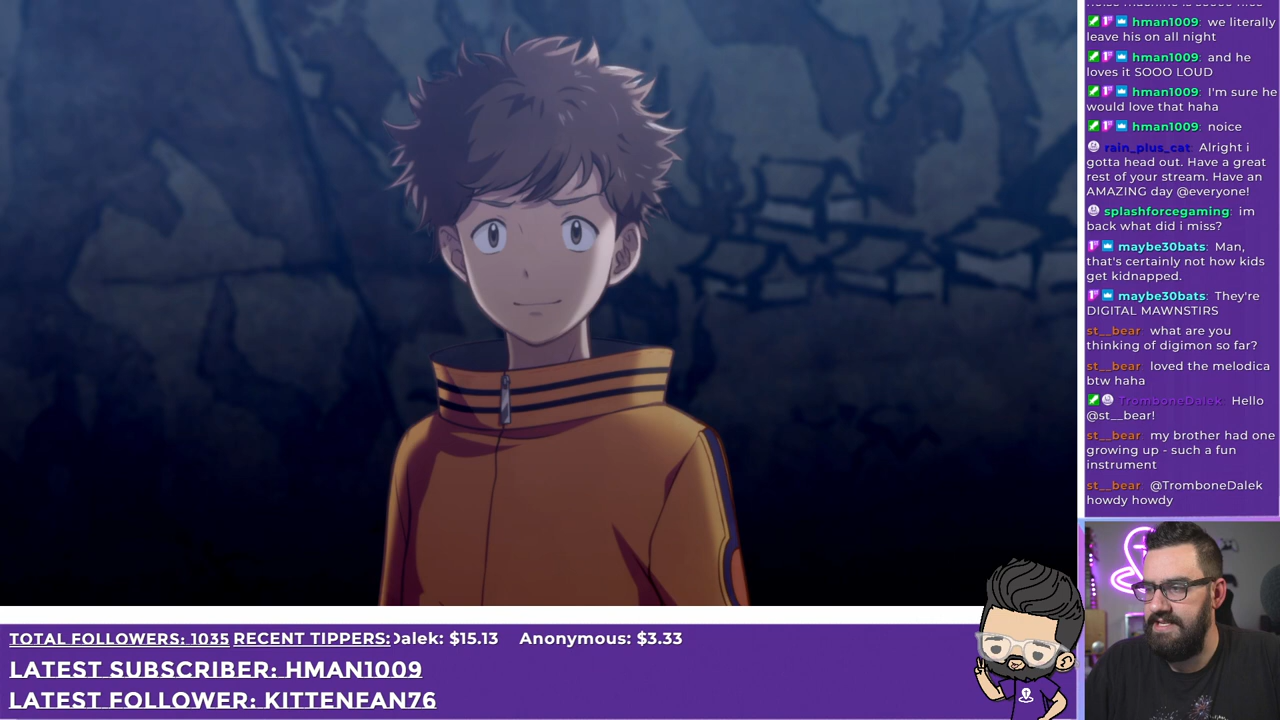 hman1009: we literally
leave his on all night
hman1009: and he
loves it SOOO LOUD
hman1009: I'm sure he
would love that haha
hman1009: noice
rain_plus_cat: Alright i
gotta head out. Have a great
rest of your stream. Have an
AMAZING day @everyone!
splashforcegaming: im
back what did i miss?
maybe30bats: Man,
that's certainly not how kids
get kidnapped.
maybe30bats: They're
DIGITAL MAWNSTIRS
st__bear: what are you
thinking of digimon so far?
st__bear: loved the melodica
btw haha
TromboneDalek: Hello
@st__bear!
st__bear: my brother had one
growing up - such a fun
instrument
st__bear: @TromboneDalek
howdy howdy
TOTAL FOLLOWERS: 1035 RECENT TIPPERS: Dalek: $15.13 Anonymous: $3.33
LATEST SUBSCRIBER: HMAN1009
LATEST FOLLOWER: KITTENFAN76